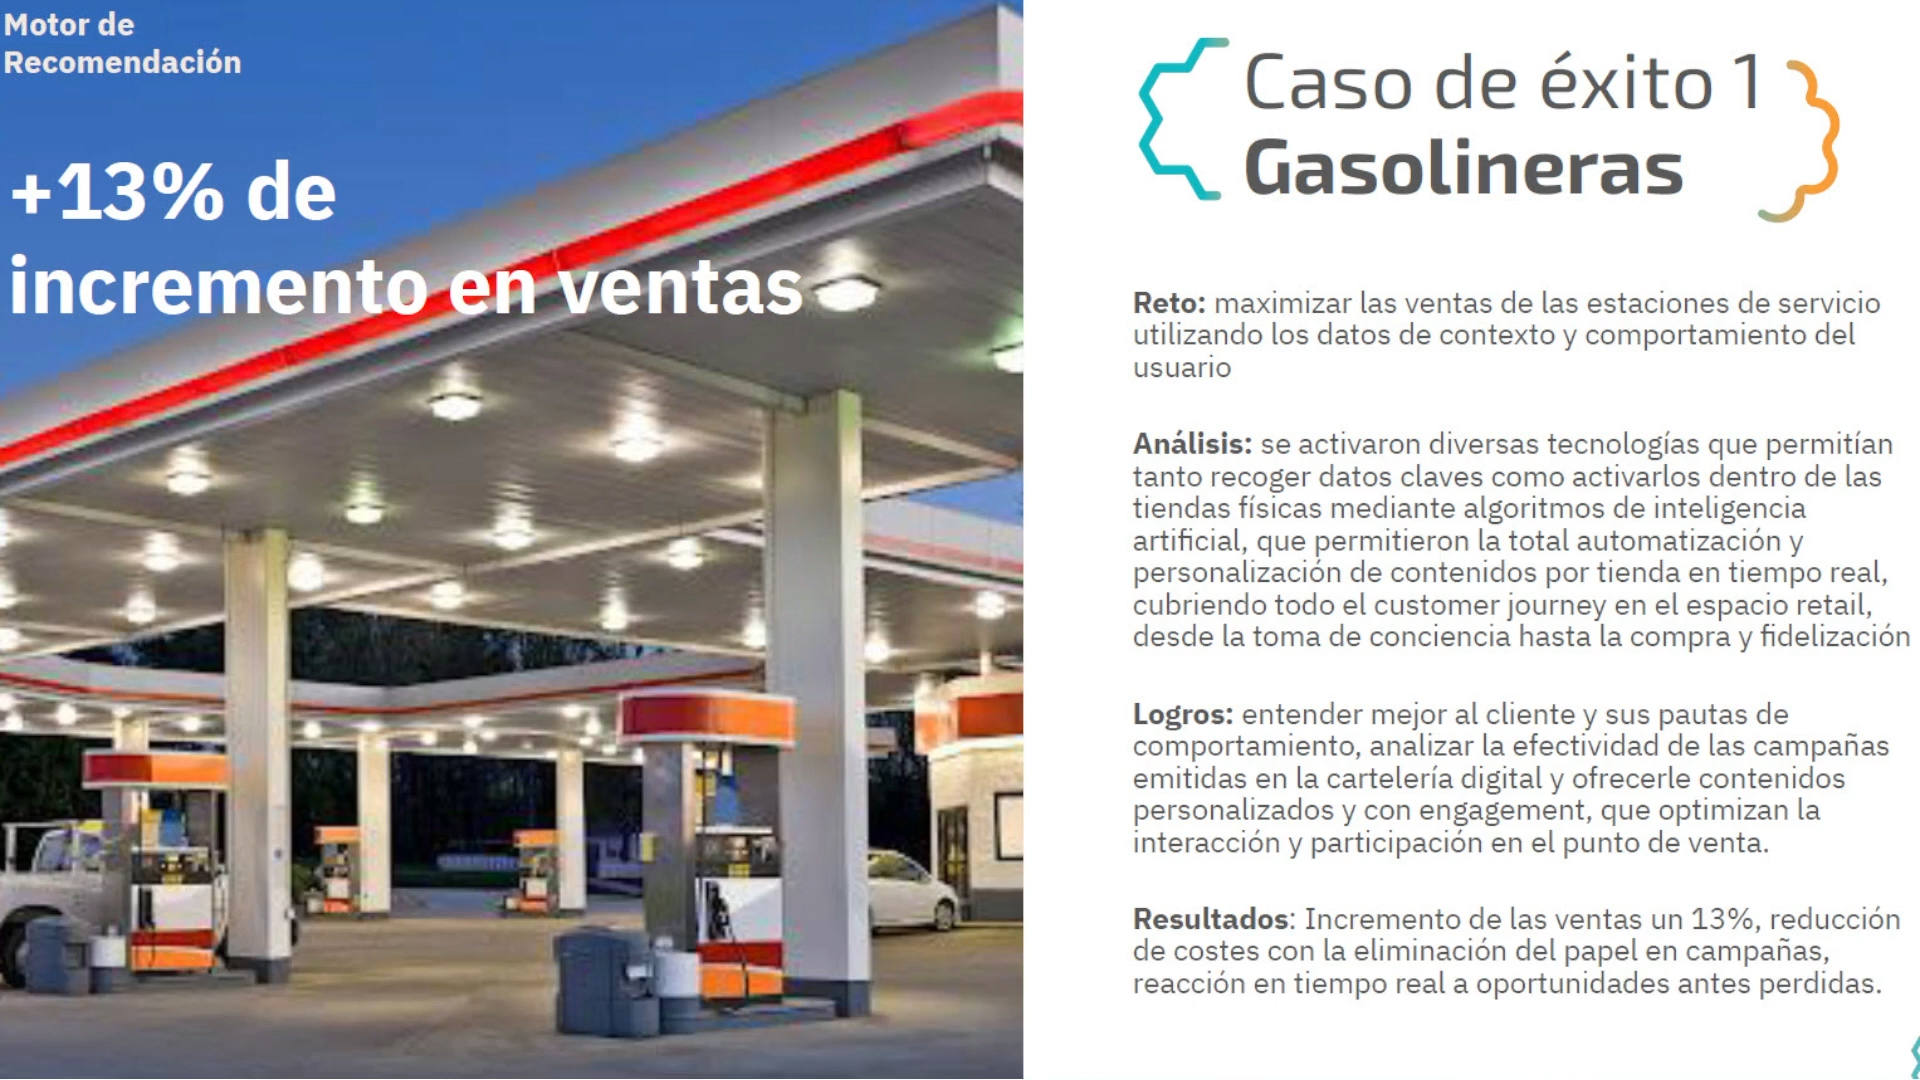 Motor de
Recomendación
+13% de
incremento en ventas
Caso de éxito 1
Gasolineras
Reto: maximizar las ventas de las estaciones de servicio
utilizando los datos de contexto y comportamiento del
usuario
Análisis: se activaron diversas tecnologías que permitían
tanto recoger datos claves como activarlos dentro de las
tiendas físicas mediante algoritmos de inteligencia
artificial, que permitieron la total automatización y
personalización de contenidos por tienda en tiempo real,
cubriendo todo el customer journey en el espacio retail,
desde la toma de conciencia hasta la compra y fidelización
Logros: entender mejor al cliente y sus pautas de
comportamiento, analizar la efectividad de las campañas
emitidas en la cartelería digital y ofrecerle contenidos
personalizados y con engagement, que optimizan la
interacción y participación en el punto de venta.
Resultados: Incremento de las ventas un 13%, reducción
de costes con la eliminación del papel en campañas,
reacción en tiempo real a oportunidades antes perdidas.